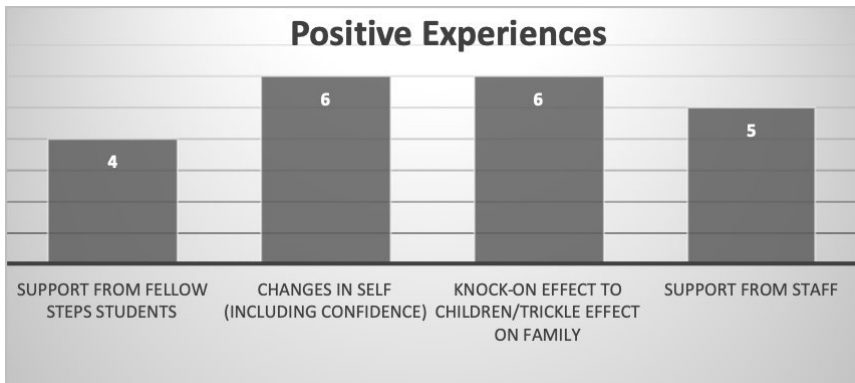 Positive Experiences
4
6
6
5
SUPPORT FROM FELLOW
STEPS STUDENTS
CHANGES IN SELF
(INCLUDING CONFIDENCE)
KNOCK-ON EFFECT TO
CHILDREN/TRICKLE EFFECT
ON FAMILY
SUPPORT FROM STAFF